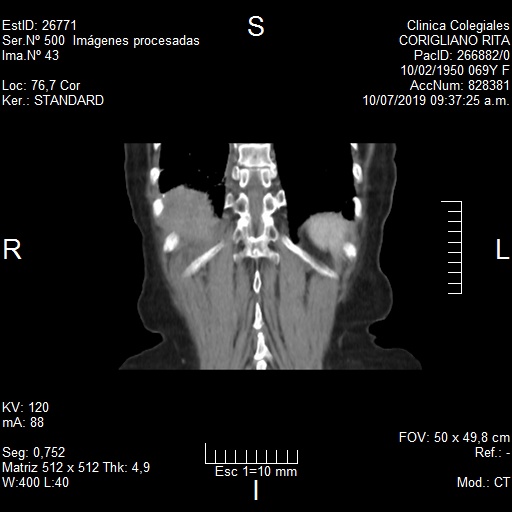 EstID: 26771
Ser.Nº 500 Imágenes procesadas
Ima.Nº 43
Loc: 76,7 Cor
Ker.: STANDARD
S
Clinica Colegiales
CORIGLIANO RITA
PacID: 266882/0
10/02/1950 069Y F
AccNum: 828381
10/07/2019 09:37:25 a.m.
R
L
KV: 120
mA: 88
Seg: 0,752
Matriz 512 x 512 Thk: 4,9
W:400 L:40
Esc 1=10 mm
I
FOV: 50 x 49,8 cm
Ref.: -
Mod.: CT